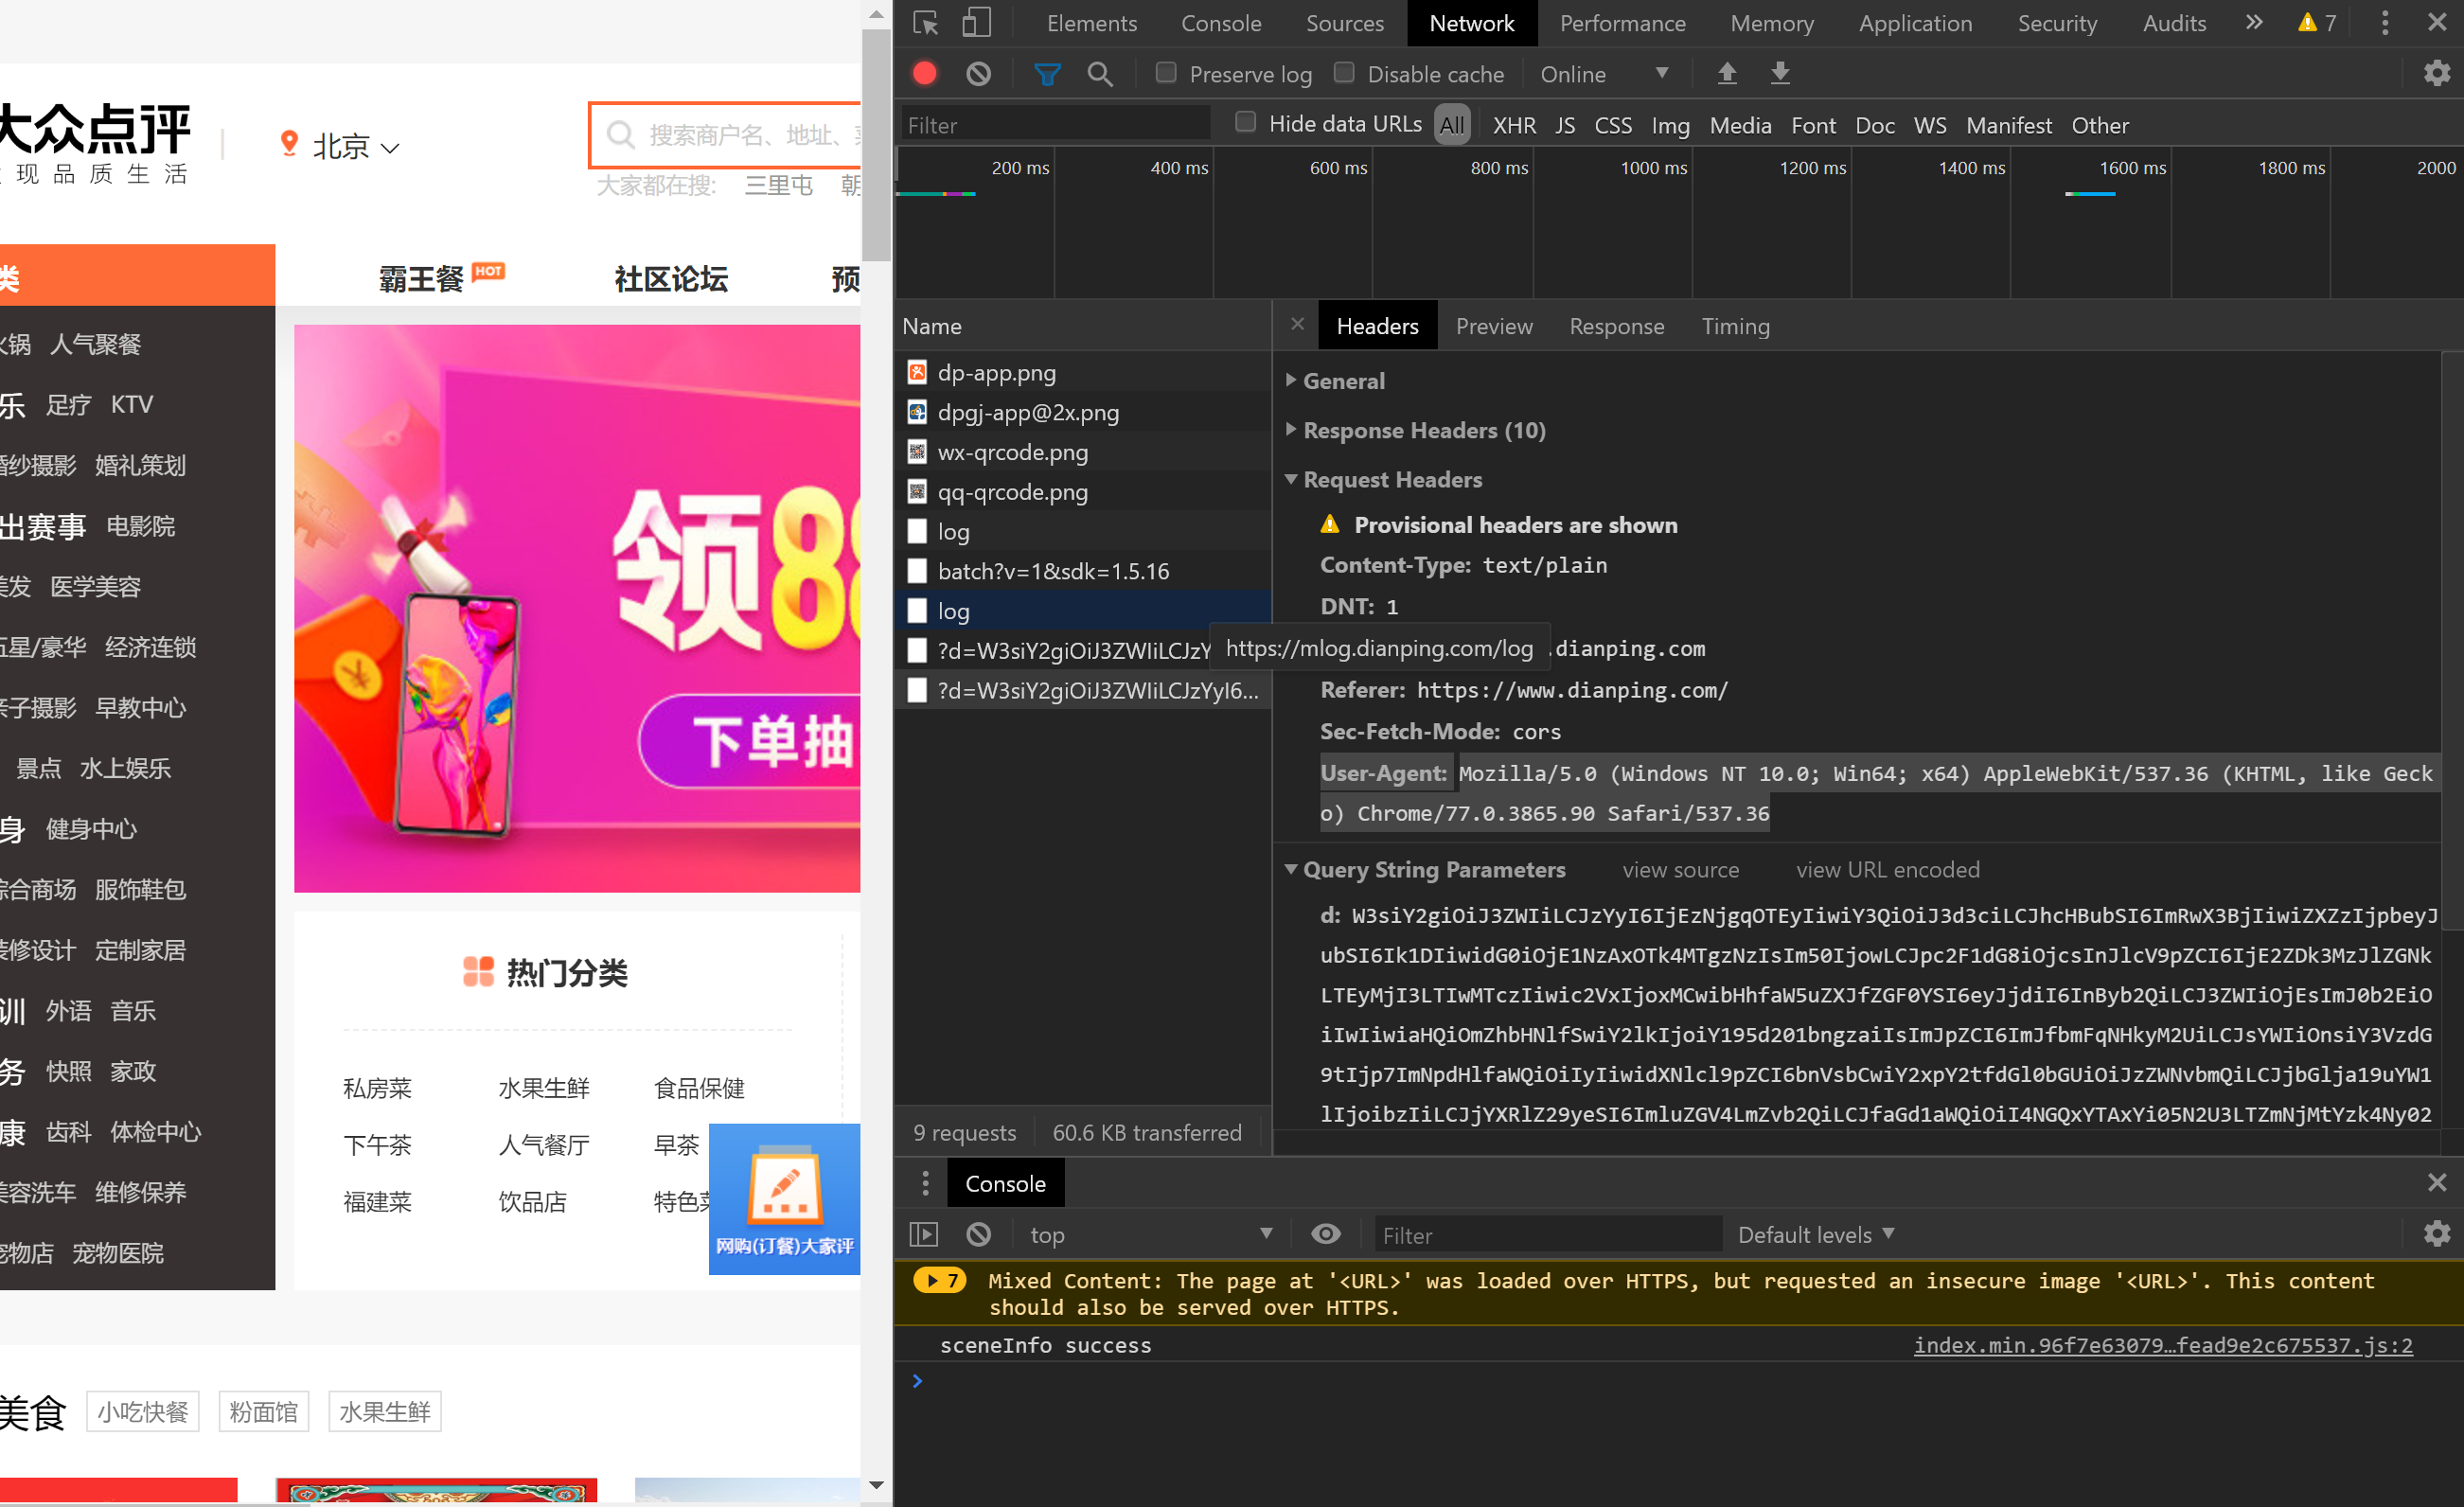 大众点评
现品质生活
北京
搜索商户名、地址、
大家都在搜: 三里屯 朝
类
霸王餐 HOT 社区论坛 预
火锅 人气聚餐
乐 足疗 KTV
婚纱摄影 婚礼策划
出赛事 电影院
美发 医学美容
五星/豪华 经济连锁
亲子摄影 早教中心
景点 水上娱乐
身 健身中心
综合商场 服饰鞋包
装修设计 定制家居
训 外语 音乐
务 快照 家政
康 齿科 体检中心
美容洗车 维修保养
宠物店 宠物医院
领88
下单抽
热门分类
私房菜 水果生鲜 食品保健
下午茶 人气餐厅 早茶
福建菜 饮品店 特色菜
网购(订餐)大家评
美食 小吃快餐 粉面馆 水果生鲜
Elements Console Sources Network Performance Memory Application Security Audits » 7
Preserve log Disable cache Online
Filter Hide data URLs All XHR JS CSS Img Media Font Doc WS Manifest Other
200 ms 400 ms 600 ms 800 ms 1000 ms 1200 ms 1400 ms 1600 ms 1800 ms 2000
Name
dp-app.png
dpgj-app@2x.png
wx-qrcode.png
qq-qrcode.png
log
batch?v=1&sdk=1.5.16
log
?d=W3siY2giOiJ3ZWIiLCJzY
?d=W3siY2giOiJ3ZWIiLCJzYyI6...
9 requests 60.6 KB transferred
Headers Preview Response Timing
General
Response Headers (10)
Request Headers
Provisional headers are shown
Content-Type: text/plain
DNT: 1
https://mlog.dianping.com/log .dianping.com
Referer: https://www.dianping.com/
Sec-Fetch-Mode: cors
User-Agent: Mozilla/5.0 (Windows NT 10.0; Win64; x64) AppleWebKit/537.36 (KHTML, like Geck
o) Chrome/77.0.3865.90 Safari/537.36
Query String Parameters view source view URL encoded
d: W3siY2giOiJ3ZWIiLCJzYyI6IjEzNjgqOTEyIiwiY3QiOiJ3d3ciLCJhcHBubSI6ImRwX3BjIiwiZXZzIjpbeyJ
ubSI6Ik1DIiwidG0iOjE1NzAxOTk4MTgzNzIsIm50IjowLCJpc2F1dG8iOjcsInJlcV9pZCI6IjE2ZDk3MzJlZGNk
LTEyMjI3LTIwMTczIiwic2VxIjoxMCwibHhfaW5uZXJfZGF0YSI6eyJjdiI6InByb2QiLCJ3ZWIiOjEsImJ0b2EiO
iIwIiwiaHQiOmZhbHNlfSwiY2lkIjoiY195d201bngzaiIsImJpZCI6ImJfbmFqNHkyM2UiLCJsYWIiOnsiY3VzdG
9tIjp7ImNpdHlfaWQiOiIyIiwidXNlcl9pZCI6bnVsbCwiY2xpY2tfdGl0bGUiOiJzZWNvbmQiLCJjbGlja19uYW1
lIjoibzIiLCJjYXRlZ29yeSI6ImluZGV4LmZvb2QiLCJfaGd1aWQiOiI4NGQxYTAxYi05N2U3LTZmNjMtYzk4Ny02
Console
top Filter Default levels
7 Mixed Content: The page at '<URL>' was loaded over HTTPS, but requested an insecure image '<URL>'. This content
should also be served over HTTPS.
sceneInfo success index.min.96f7e63079…fead9e2c675537.js:2